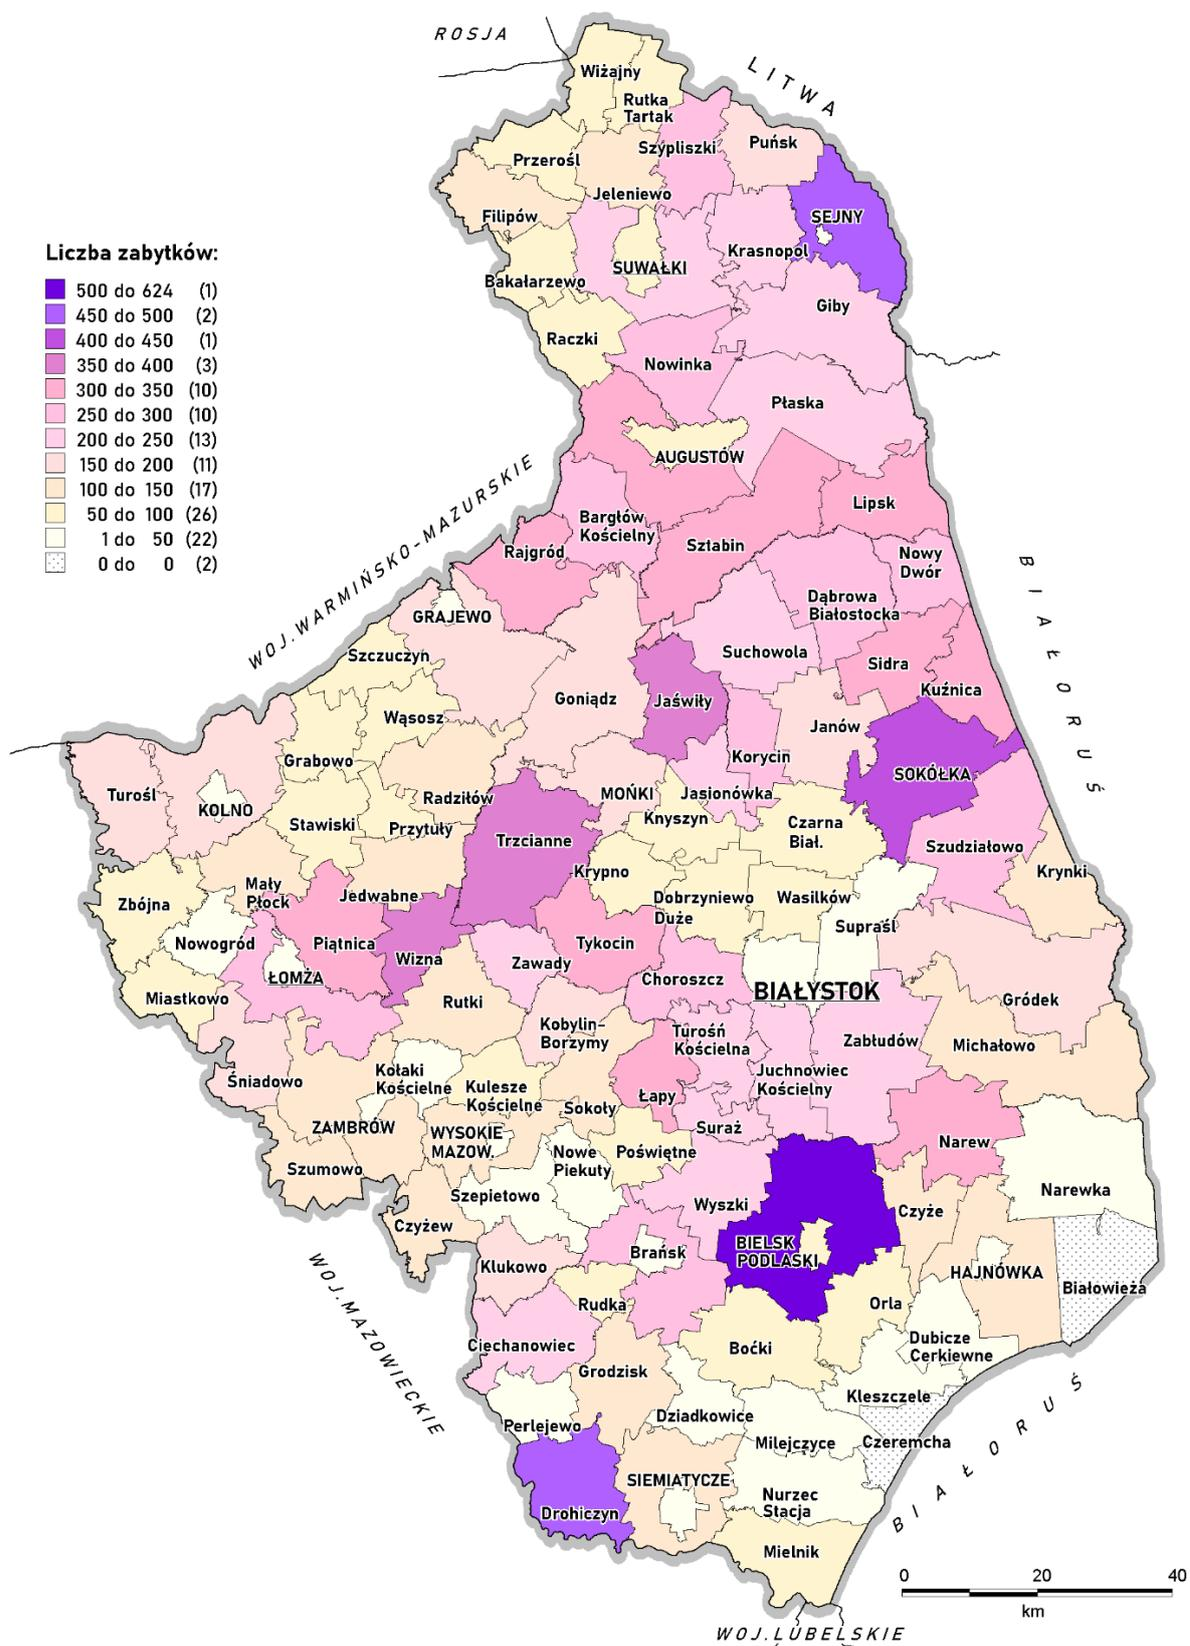 ROSJA
LITWA
Wiżajny
Rutka
Tartak
Szypliszki
Puńsk
Przerośl
Jeleniewo
Filipów
SEJNY
Krasnopol
SUWAŁKI
Bakałarzewo
Giby
Raczki
Nowinka
Płaska
AUGUSTÓW
Liczba zabytków:
500 do 624 (1)
450 do 500 (2)
400 do 450 (1)
350 do 400 (3)
300 do 350 (10)
250 do 300 (10)
200 do 250 (13)
150 do 200 (11)
100 do 150 (17)
50 do 100 (26)
1 do 50 (22)
0 do 0 (2)
WOJ.WARMIŃSKO-MAZURSKIE
Lipsk
Bargłów
Kościelny
Rajgród
Sztabin
Nowy
Dwór
Dąbrowa
Białostocka
BIAŁORUŚ
GRAJEWO
Szczuczyn
Suchowola
Sidra
Kuźnica
Goniądz
Jaświły
Wąsosz
Janów
Grabowo
Korycin
SOKÓŁKA
Turośl
KOLNO
Radziłów
MOŃKI
Jasionówka
Stawiski
Przytuły
Knyszyn
Czarna
Biał.
Trzcianne
Szudziałowo
Krypno
Krynki
Zbójna
Mały
Płock
Jedwabne
Dobrzyniewo
Duże
Wasilków
Supraśl
Nowogród
Piątnica
Tykocin
ŁOMŻA
Wizna
Zawady
Choroszcz
BIAŁYSTOK
Miastkowo
Rutki
Gródek
Kobylin-
Borzymy
Turośń
Kościelna
Zabłudów
Michałowo
Śniadowo
Kołaki
Kościelne
Kulesze
Kościelne
Juchnowiec
Kościelny
Łapy
Sokoły
ZAMBRÓW
WYSOKIE
MAZOW.
Suraż
Narew
Szumowo
Nowe
Piekuty
Poświętne
Szepietowo
Narewka
Wyszki
Czyże
Czyżew
BIELSK
PODLASKI
Brańsk
Klukowo
HAJNÓWKA
Białowieża
Rudka
Orla
WOJ.MAZOWIECKIE
Ciechanowiec
Boćki
Dubicze
Cerkiewne
Grodzisk
Kleszczele
Perlejewo
Dziadkowice
Milejczyce
Czeremcha
BIAŁORUŚ
SIEMIATYCZE
Nurzec
Stacja
Drohiczyn
Mielnik
0 20 40
km
WOJ.LUBELSKIE